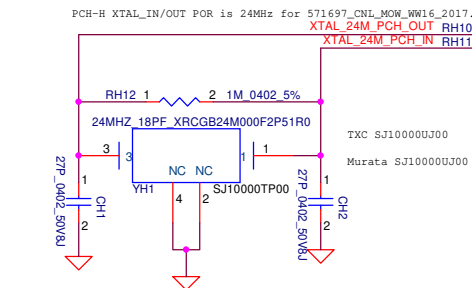 PCH-H XTAL_IN/OUT POR is 24MHz for 571697_CNL_MOW_WW16_2017.
XTAL_24M_PCH_OUT RH10
XTAL_24M_PCH_IN RH11
RH12 1 2 1M_0402_5%
24MHZ_18PF_XRCGB24M000F2P51R0
TXC SJ10000UJ00
3 3 1 1
Murata SJ10000UJ00
NC NC
YH1 SJ10000TP00
27P_0402_50V8J
1
CH1
2
4 2
27P_0402_50V8J
1
CH2
2